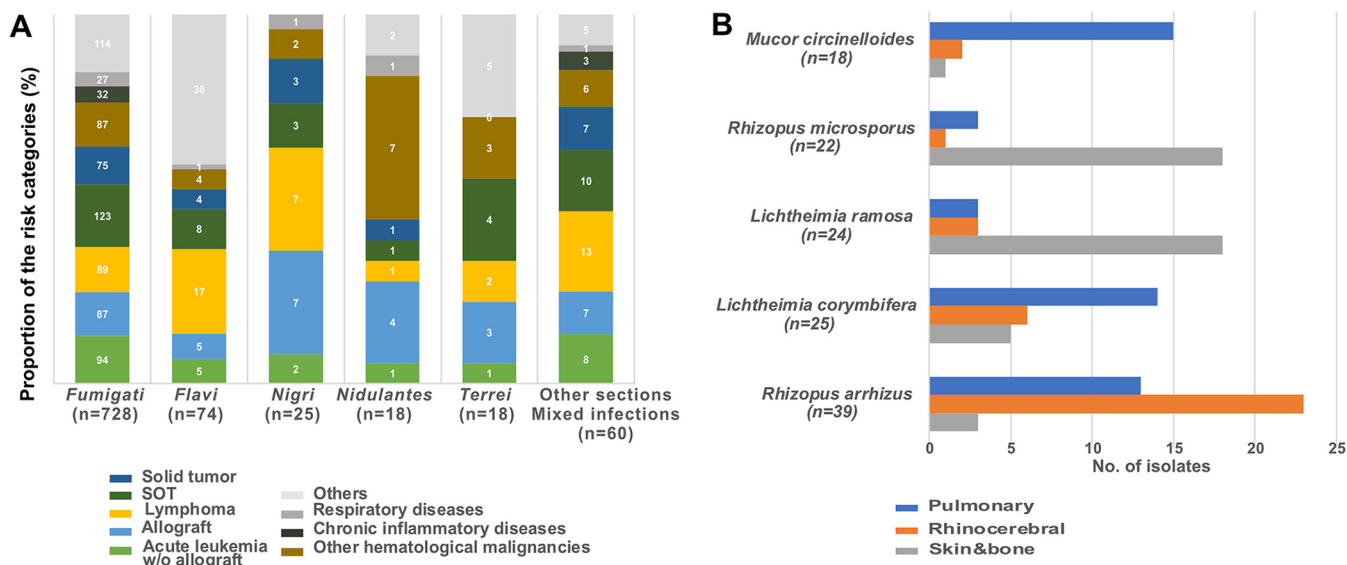 A
Proportion of the risk categories (%)
114
27
32
87
75
123
89
87
94
30
1
4
4
8
17
5
5
1
2
3
3
7
7
2
2
1
7
1
1
1
4
1
5
0
3
4
2
3
1
5
1
3
6
7
10
13
7
8
Fumigati
(n=728)
Flavi
(n=74)
Nigri
(n=25)
Nidulantes
(n=18)
Terrei
(n=18)
Other sections
Mixed infections
(n=60)
Solid tumor
SOT
Lymphoma
Allograft
Acute leukemia
w/o allograft
Others
Respiratory diseases
Chronic inflammatory diseases
Other hematological malignancies
B
Mucor circinelloides
(n=18)
Rhizopus microsporus
(n=22)
Lichtheimia ramosa
(n=24)
Lichtheimia corymbifera
(n=25)
Rhizopus arrhizus
(n=39)
0 5 10 15 20 25
No. of isolates
Pulmonary
Rhinocerebral
Skin&bone